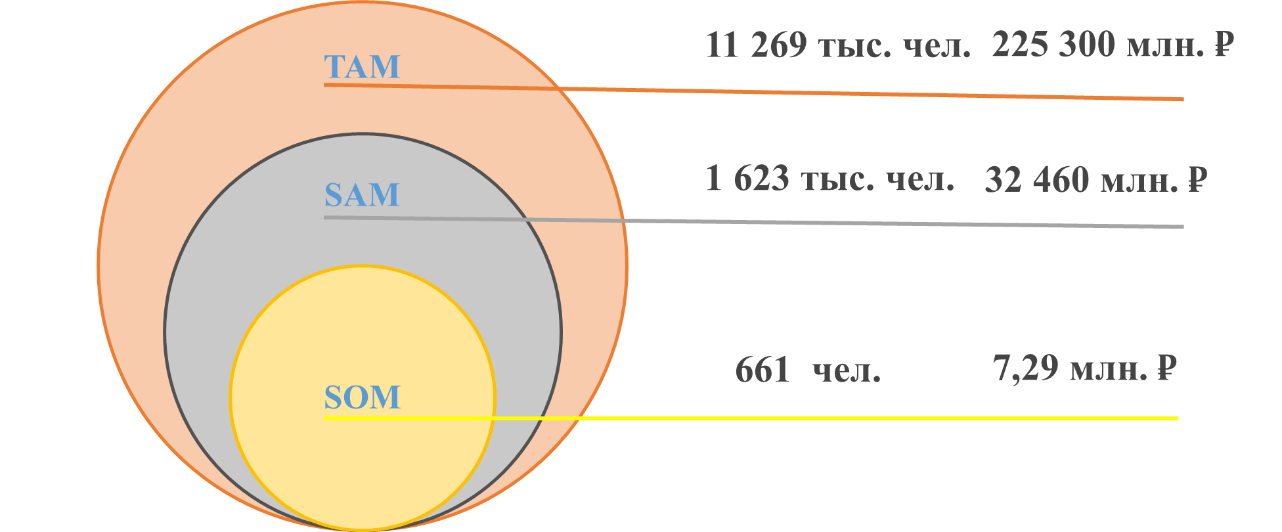 TAM 11 269 тыс. чел. 225 300 млн. ₽
SAM 1 623 тыс. чел. 32 460 млн. ₽
SOM 661 чел. 7,29 млн. ₽